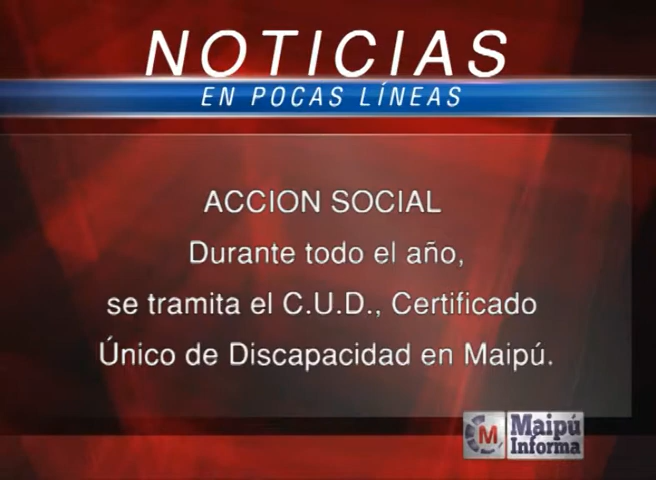 NOTICIAS
EN POCAS LÍNEAS
ACCION SOCIAL
Durante todo el año,
se tramita el C.U.D., Certificado
Único de Discapacidad en Maipú.
M Maipú
Informa